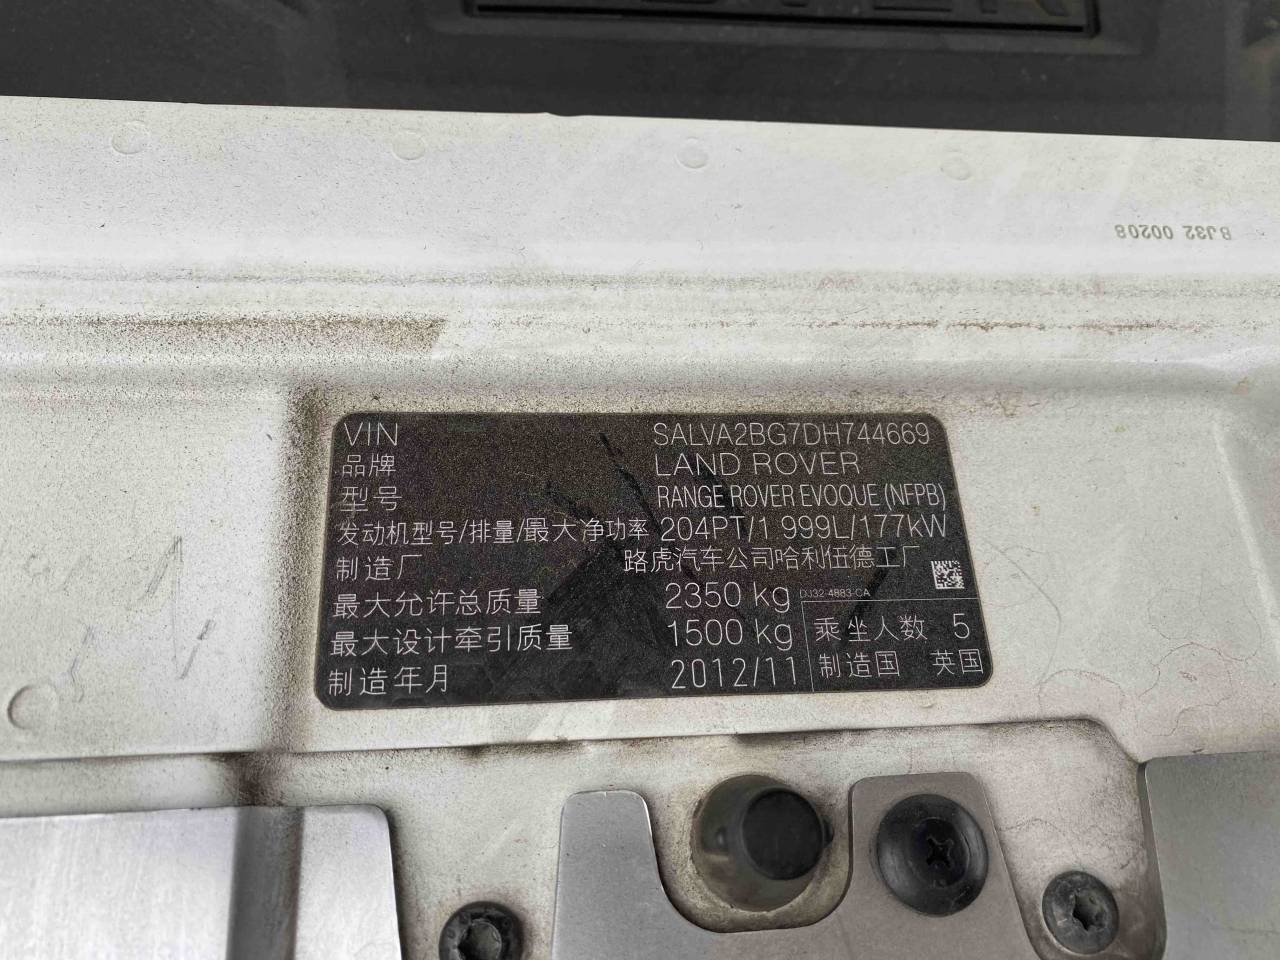 BJ32 00208
VIN SALVA2BG7DH744669
品牌 LAND ROVER
型号 RANGE ROVER EVOQUE (NFPB)
发动机型号/排量/最大净功率 204PT/1 999L/177kW
制造厂 路虎汽车公司哈利伍德工厂
最大允许总质量 2350 kg
DJ32-4883-CA
最大设计牵引质量 1500 kg
乘坐人数 5
制造年月 2012/11
制造国 英国